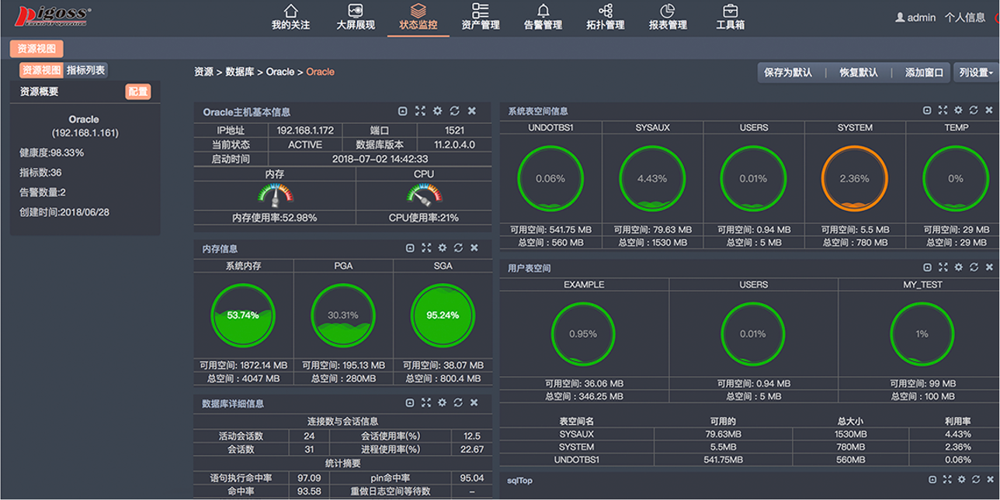 Pigoss
我的关注 大屏展现 状态监控 资产管理 告警管理 拓扑管理 报表管理 工具箱
admin 个人信息
资源视图
资源视图 指标列表
资源概要 配置
Oracle
(192.168.1.161)
健康度:98.33%
指标数:36
告警数量:2
创建时间:2018/06/28
资源 > 数据库 > Oracle > Oracle
保存为默认 | 恢复默认 | 添加窗口 列设置
Oracle主机基本信息
IP地址 192.168.1.172 端口 1521
当前状态 ACTIVE 数据库版本 11.2.0.4.0
启动时间 2018-07-02 14:42:33
内存 CPU
内存使用率:52.98% CPU使用率:21%
内存信息
系统内存 PGA SGA
53.74% 30.31% 95.24%
可用空间: 1872.14 MB 可用空间: 195.13 MB 可用空间: 38.07 MB
总空间：4047 MB 总空间：280MB 总空间：800.4 MB
数据库详细信息
连接数与会话信息
活动会话数 24 会话使用率(%) 12.5
会话数 31 进程使用率(%) 22.67
统计摘要
语句执行命中率 97.09 pin命中率 95.04
命中率 93.58 重做日志空间等待数 –
系统表空间信息
UNDOTBS1 SYSAUX USERS SYSTEM TEMP
0.06% 4.43% 0.01% 2.36% 0%
可用空间: 541.75 MB 可用空间: 79.63 MB 可用空间: 0.94 MB 可用空间: 5.5 MB 可用空间: 29 MB
总空间：560 MB 总空间：1530 MB 总空间：5 MB 总空间：780 MB 总空间：29 MB
用户表空间
EXAMPLE USERS MY_TEST
0.95% 0.01% 1%
可用空间: 36.06 MB 可用空间: 0.94 MB 可用空间: 99 MB
总空间：346.25 MB 总空间：5 MB 总空间：100 MB
表空间名 可用的 总大小 利用率
SYSAUX 79.63MB 1530MB 4.43%
SYSTEM 5.5MB 780MB 2.36%
UNDOTBS1 541.75MB 560MB 0.06%
sqlTop